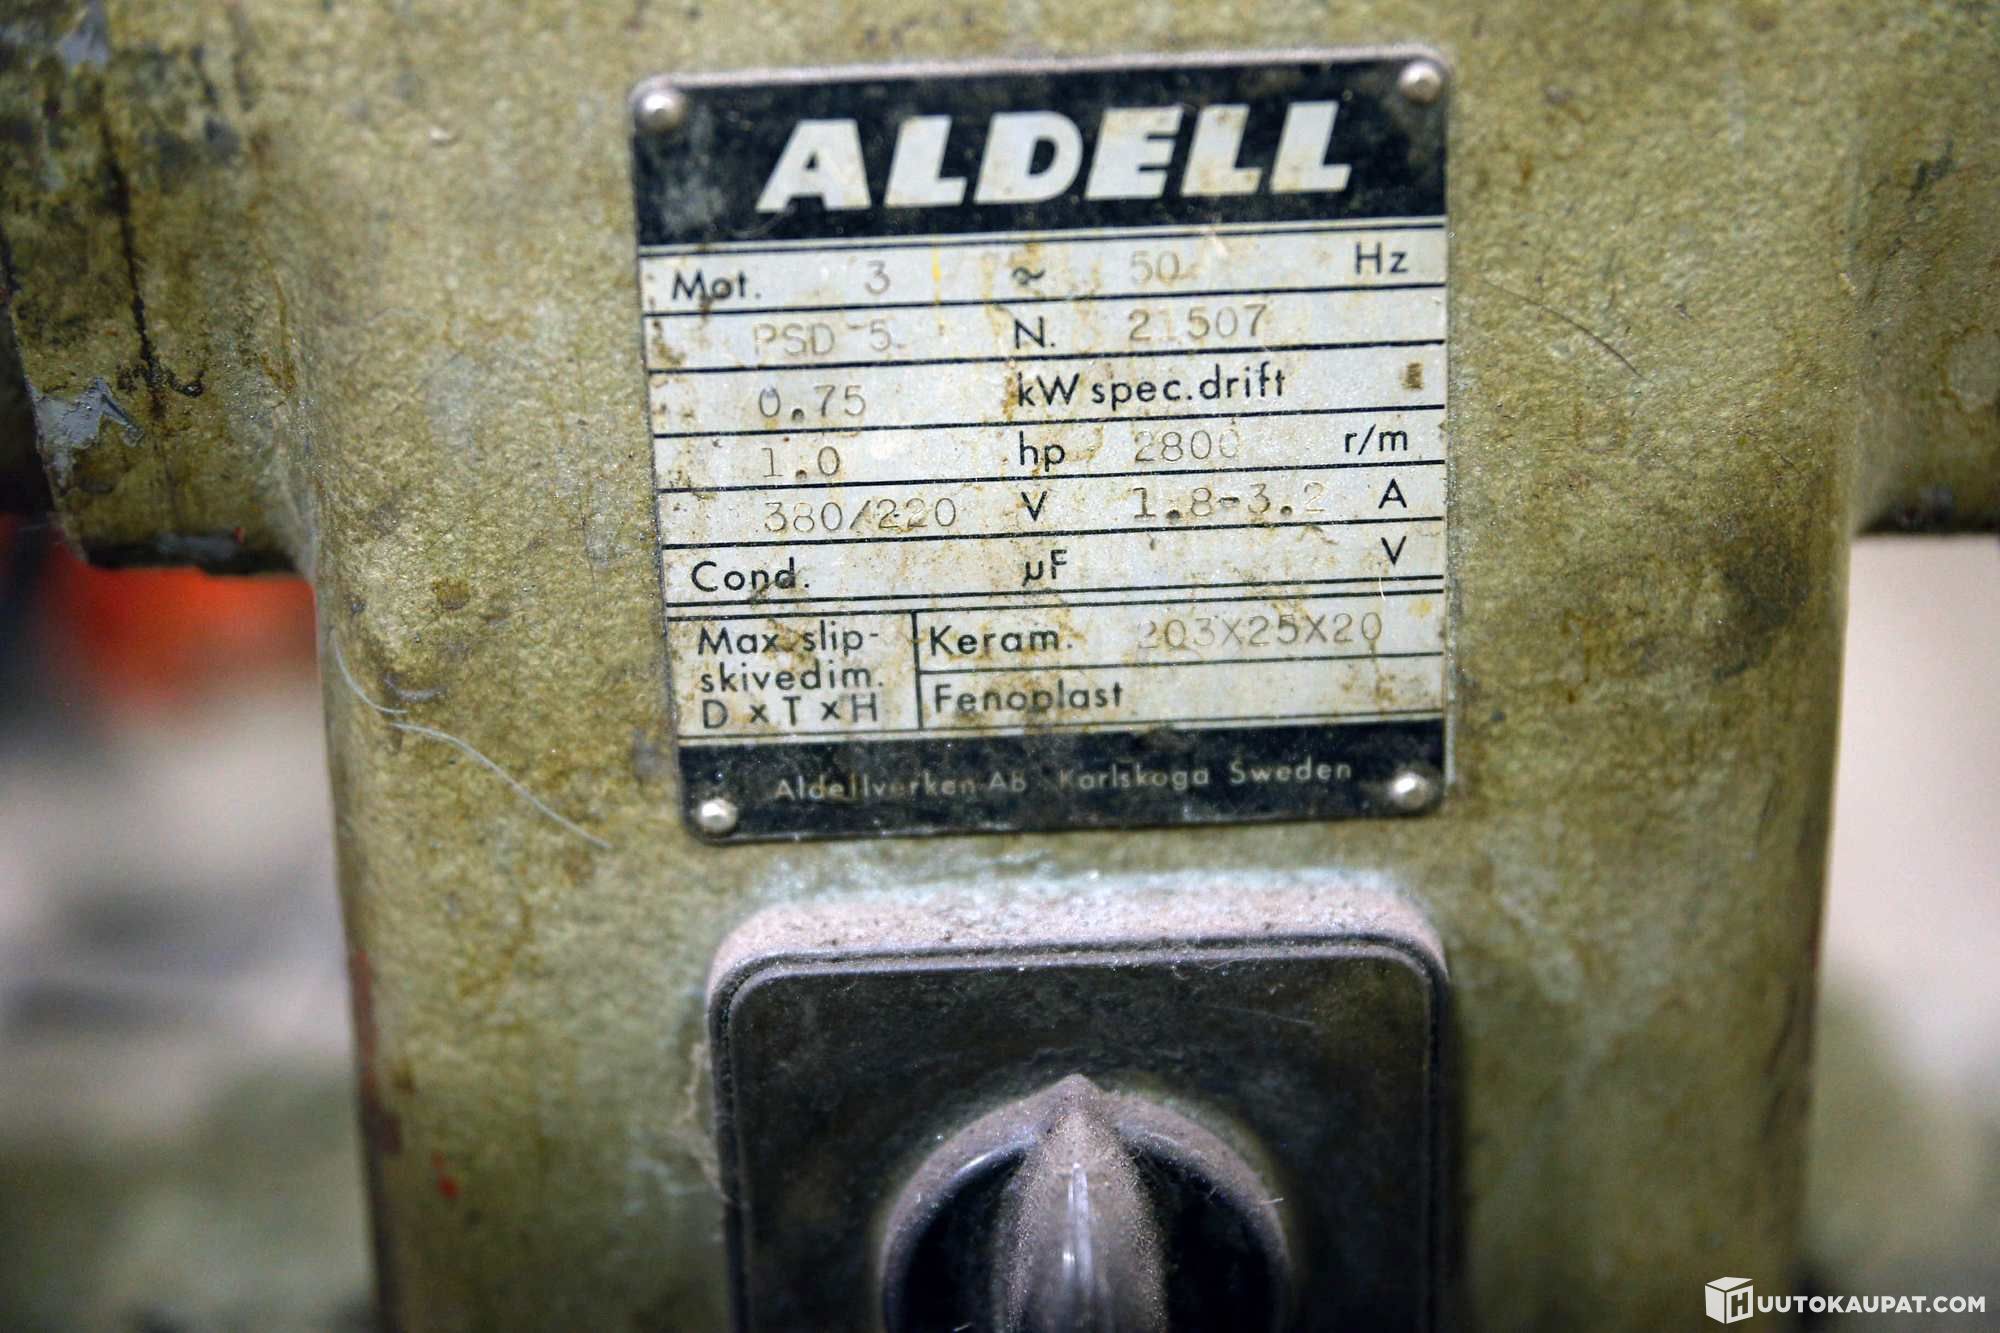 ALDELL
Mot. 3 ~ 50 Hz
PSD 5 N. 21507
0.75 kW spec.drift
1.0 hp 2800 r/m
380/220 V 1.8-3.2 A
Cond. µF V
Max slip-
skivedim.
D x T x H
Keram. 203X25X20
Fenoplast
Aldellverken AB Karlskoga Sweden
HUUTOKAUPAT.COM